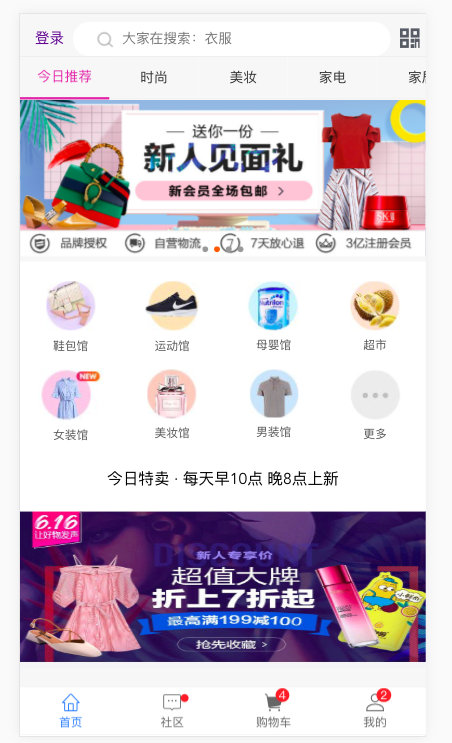 登录
大家在搜索：衣服
今日推荐
时尚
美妆
家电
送你一份
新人见面礼
新会员全场包邮 >
SK-II
品牌授权
自营物流
7
7天放心退
3亿注册会员
鞋包馆
运动馆
母婴馆
超市
Nutrilon
NEW
女装馆
美妆馆
男装馆
更多
今日特卖 · 每天早10点 晚8点上新
6.16
让好物发声
新人专享价
超值大牌
折上7折起
最高满199减100
抢先收藏 >
首页
社区
4
购物车
2
我的